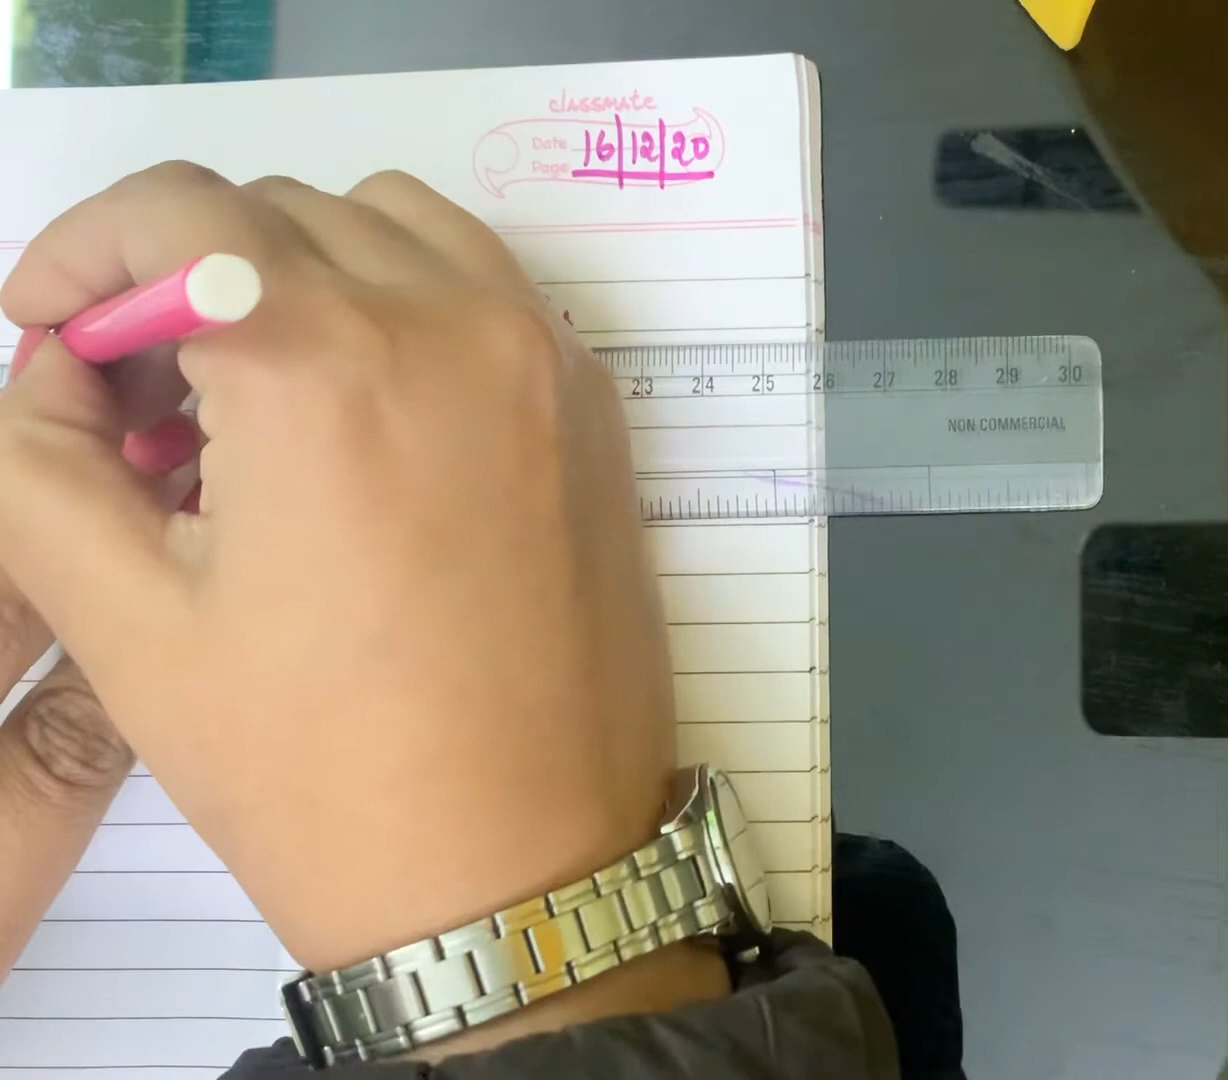 classmate
Date 16|12|20
Page
23 24 25 26 27 28 29 30
NON COMMERCIAL